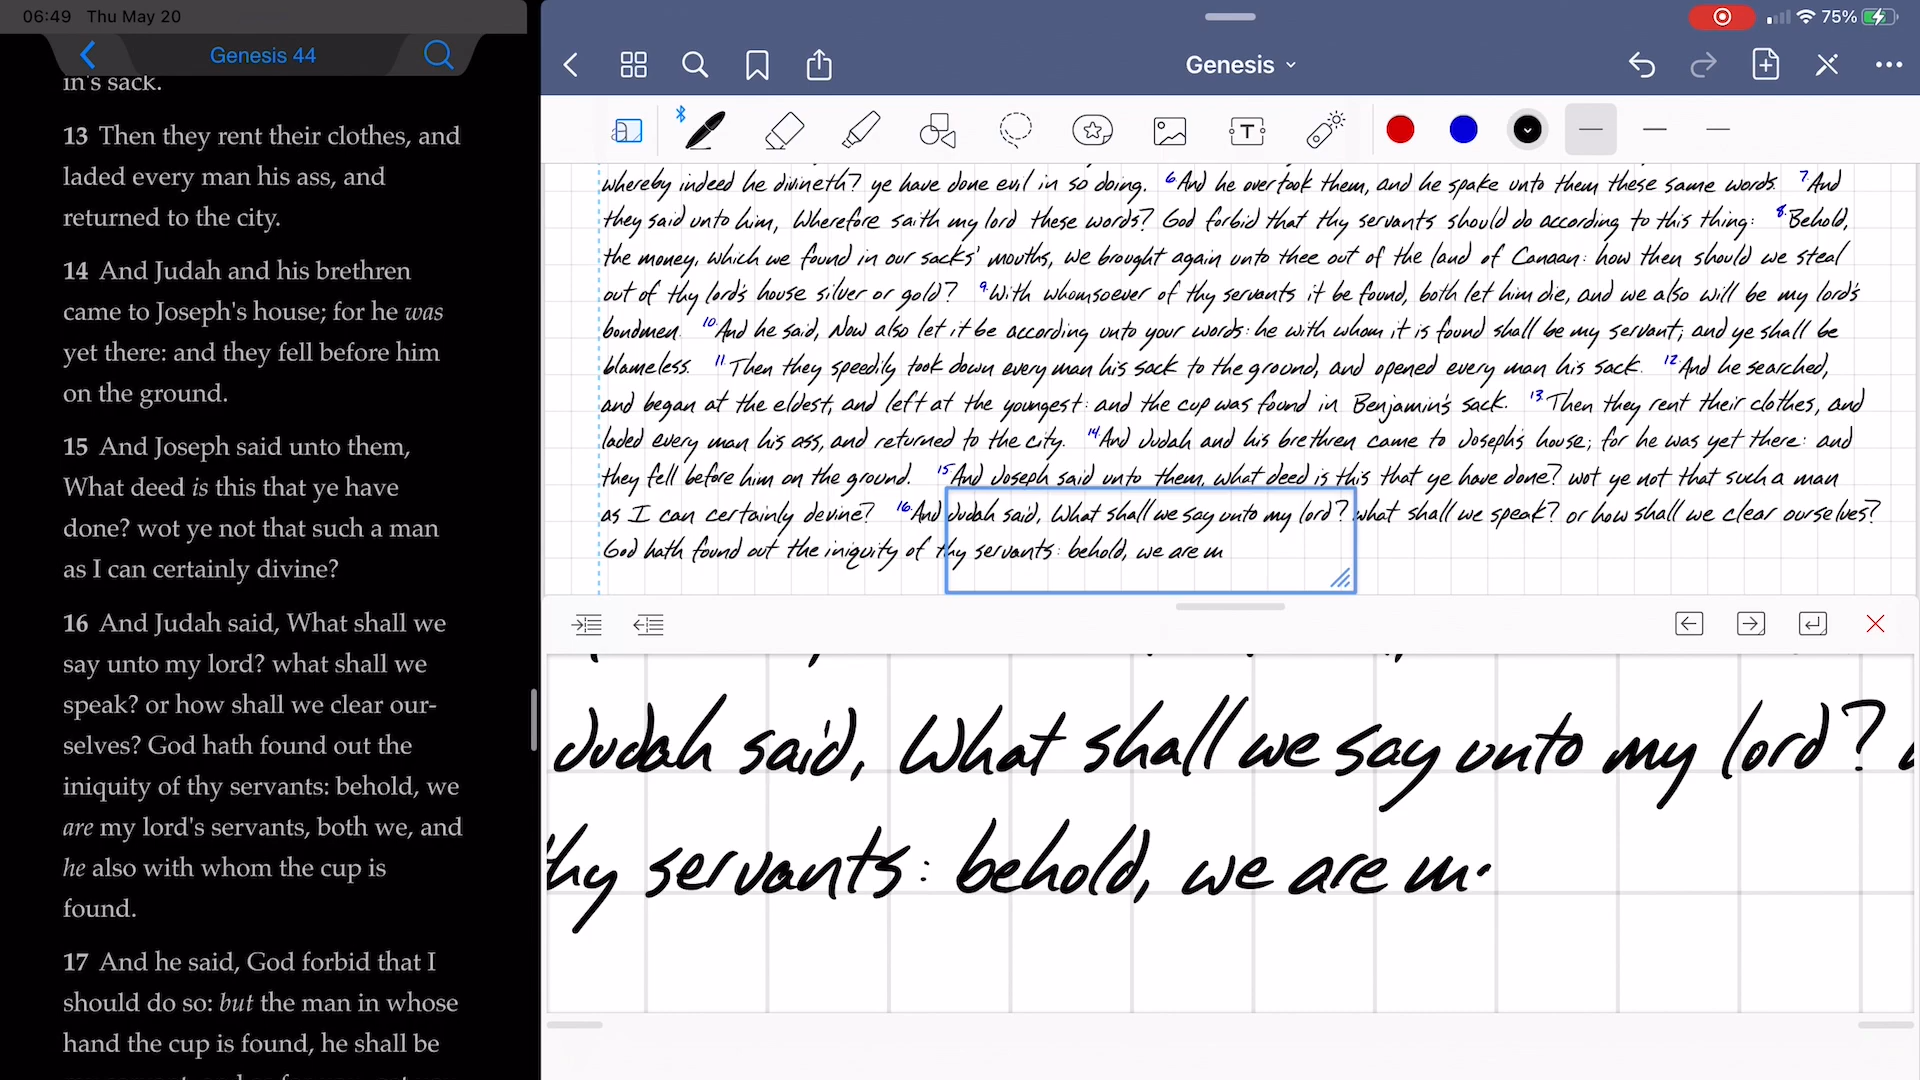 06:49 Thu May 20
75%
Genesis 44
in's sack.
13 Then they rent their clothes, and
laded every man his ass, and
returned to the city.
14 And Judah and his brethren
came to Joseph's house; for he was
yet there: and they fell before him
on the ground.
15 And Joseph said unto them,
What deed is this that ye have
done? wot ye not that such a man
as I can certainly divine?
16 And Judah said, What shall we
say unto my lord? what shall we
speak? or how shall we clear our-
selves? God hath found out the
iniquity of thy servants: behold, we
are my lord's servants, both we, and
he also with whom the cup is
found.
17 And he said, God forbid that I
should do so: but the man in whose
hand the cup is found, he shall be
Genesis
T
whereby indeed he divineth? ye have done evil in so doing. 6. And he overtook them, and he spake unto them these same words. 7. And
they said unto him, Wherefore saith my lord these words? God forbid that thy servants should do according to this thing: 8. Behold,
the money, which we found in our sacks' mouths, we brought again unto thee out of the land of Canaan: how then should we steal
out of thy lord's house silver or gold? 9. With whomsoever of thy servants it be found, both let him die, and we also will be my lord's
bondmen. 10. And he said, Now also let it be according unto your words: he with whom it is found shall be my servant; and ye shall be
blameless. 11. Then they speedily took down every man his sack to the ground, and opened every man his sack. 12. And he searched,
and began at the eldest, and left at the youngest: and the cup was found in Benjamin's sack. 13. Then they rent their clothes, and
laded every man his ass, and returned to the city. 14. And Judah and his brethren came to Joseph's house; for he was yet there: and
they fell before him on the ground. 15. And Joseph said unto them, What deed is this that ye have done? wot ye not that such a man
as I can certainly devine? 16. And Judah said, What shall we say unto my lord? what shall we speak? or how shall we clear ourselves?
God hath found out the iniquity of thy servants: behold, we are m
Judah said, What shall we say unto my lord?
thy servants: behold, we are m